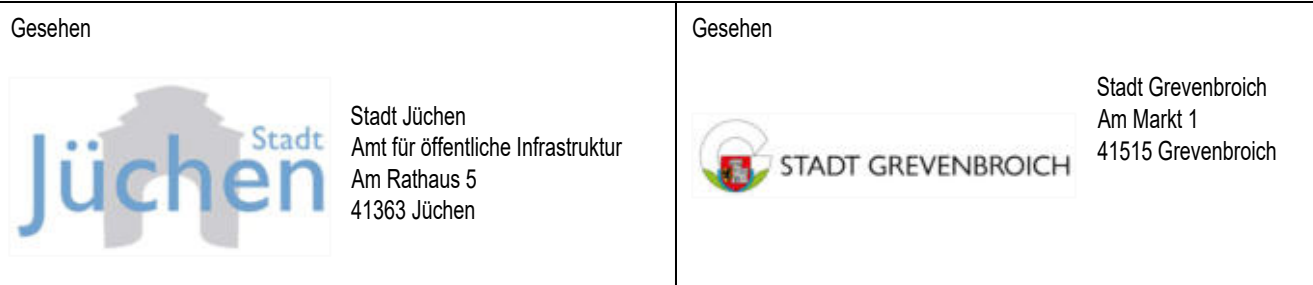 Gesehen
Stadt
Jüchen
Stadt Jüchen
Amt für öffentliche Infrastruktur
Am Rathaus 5
41363 Jüchen
Gesehen
STADT GREVENBROICH
Stadt Grevenbroich
Am Markt 1
41515 Grevenbroich